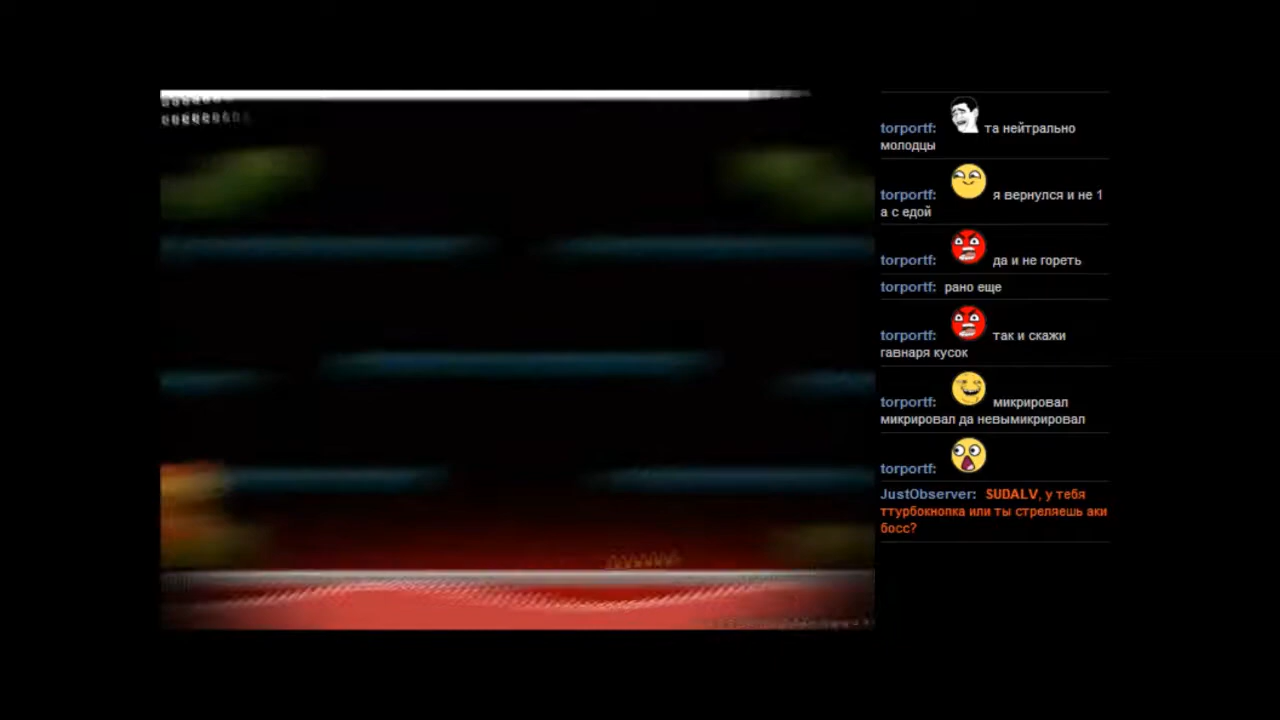 torportf: та нейтрально
молодцы
torportf: я вернулся и не 1
а с едой
torportf: да и не гореть
torportf: рано еще
torportf: так и скажи
гавнаря кусок
torportf: микрировал
микрировал да невымикрировал
torportf:
JustObserver: SUDALV, у тебя
ттурбокнопка или ты стреляешь аки
босс?